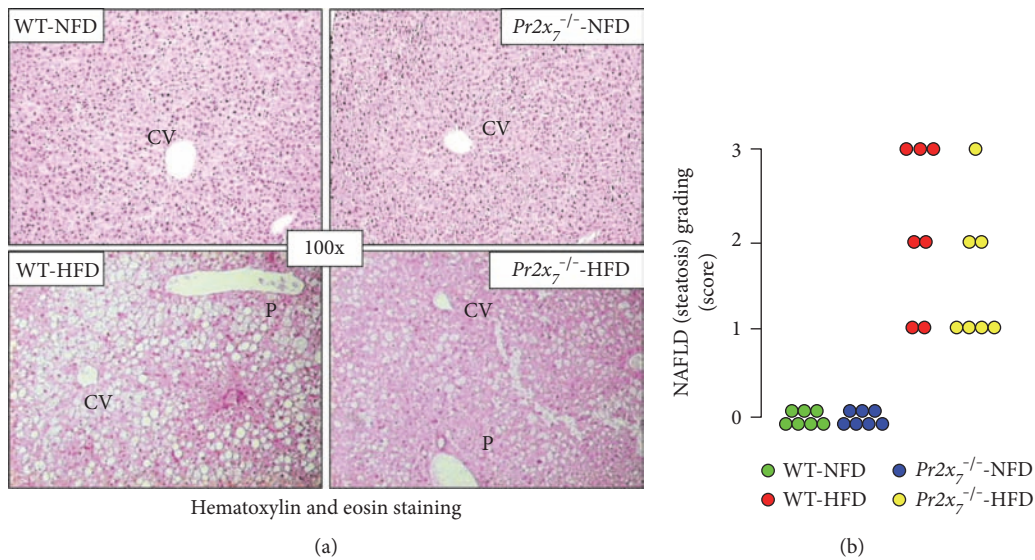 WT-NFD
Pr2x₇⁻/⁻-NFD
CV
CV
100x
WT-HFD
Pr2x₇⁻/⁻-HFD
P
CV
CV
P
Hematoxylin and eosin staining
(a)
NAFLD (steatosis) grading
(score)
3
2
1
0
WT-NFD
Pr2x₇⁻/⁻-NFD
WT-HFD
Pr2x₇⁻/⁻-HFD
(b)